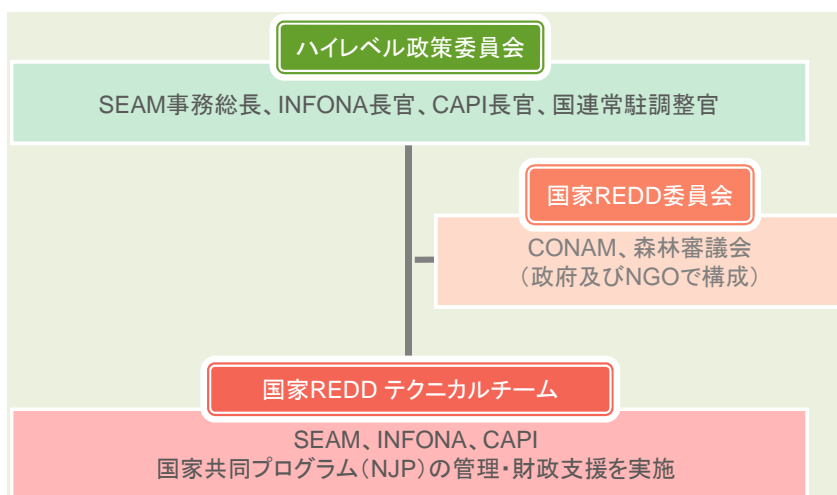 ハイレベル政策委員会
SEAM事務総長、INFONA長官、CAPI長官、国連常駐調整官
国家REDD委員会
CONAM、森林審議会
（政府及びNGOで構成）
国家REDD テクニカルチーム
SEAM、INFONA、CAPI
国家共同プログラム（NJP）の管理・財政支援を実施